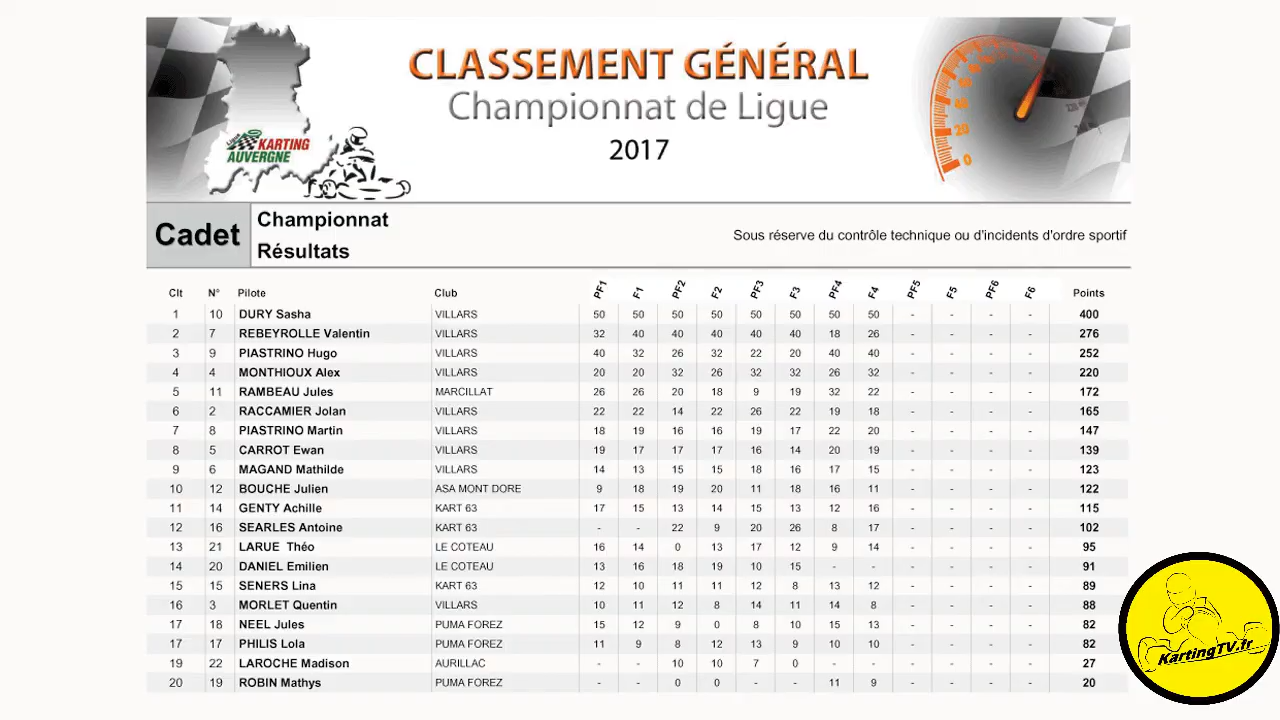 CLASSEMENT GÉNÉRAL
Championnat de Ligue
2017
KARTING
AUVERGNE
60
40
20
0
Cadet
Championnat
Résultats
Sous réserve du contrôle technique ou d'incidents d'ordre sportif
Clt N° Pilote Club PF1 F1 PF2 F2 PF3 F3 PF4 F4 PF5 F5 PF6 F6 Points
1 10 DURY Sasha VILLARS 50 50 50 50 50 50 50 50 - - - - 400
2 7 REBEYROLLE Valentin VILLARS 32 40 40 40 40 40 18 26 - - - - 276
3 9 PIASTRINO Hugo VILLARS 40 32 26 32 22 20 40 40 - - - - 252
4 4 MONTHIOUX Alex VILLARS 20 20 32 26 32 32 26 32 - - - - 220
5 11 RAMBEAU Jules MARCILLAT 26 26 20 18 9 19 32 22 - - - - 172
6 2 RACCAMIER Jolan VILLARS 22 22 14 22 26 22 19 18 - - - - 165
7 8 PIASTRINO Martin VILLARS 18 19 16 16 19 17 22 20 - - - - 147
8 5 CARROT Ewan VILLARS 19 17 17 17 16 14 20 19 - - - - 139
9 6 MAGAND Mathilde VILLARS 14 13 15 15 18 16 17 15 - - - - 123
10 12 BOUCHE Julien ASA MONT DORE 9 18 19 20 11 18 16 11 - - - - 122
11 14 GENTY Achille KART 63 17 15 13 14 15 13 12 16 - - - - 115
12 16 SEARLES Antoine KART 63 - - 22 9 20 26 8 17 - - - - 102
13 21 LARUE Théo LE COTEAU 16 14 0 13 17 12 9 14 - - - - 95
14 20 DANIEL Emilien LE COTEAU 13 16 18 19 10 15 - - - - - - 91
15 15 SENERS Lina KART 63 12 10 11 11 12 8 13 12 - - - - 89
16 3 MORLET Quentin VILLARS 10 11 12 8 14 11 14 8 - - - - 88
17 18 NEEL Jules PUMA FOREZ 15 12 9 0 8 10 15 13 - - - - 82
17 17 PHILIS Lola PUMA FOREZ 11 9 8 12 13 9 10 10 - - - - 82
19 22 LAROCHE Madison AURILLAC - - 10 10 7 0 - - - - - - 27
20 19 ROBIN Mathys PUMA FOREZ - - 0 0 - - 11 9 - - - - 20
KartingTV.fr